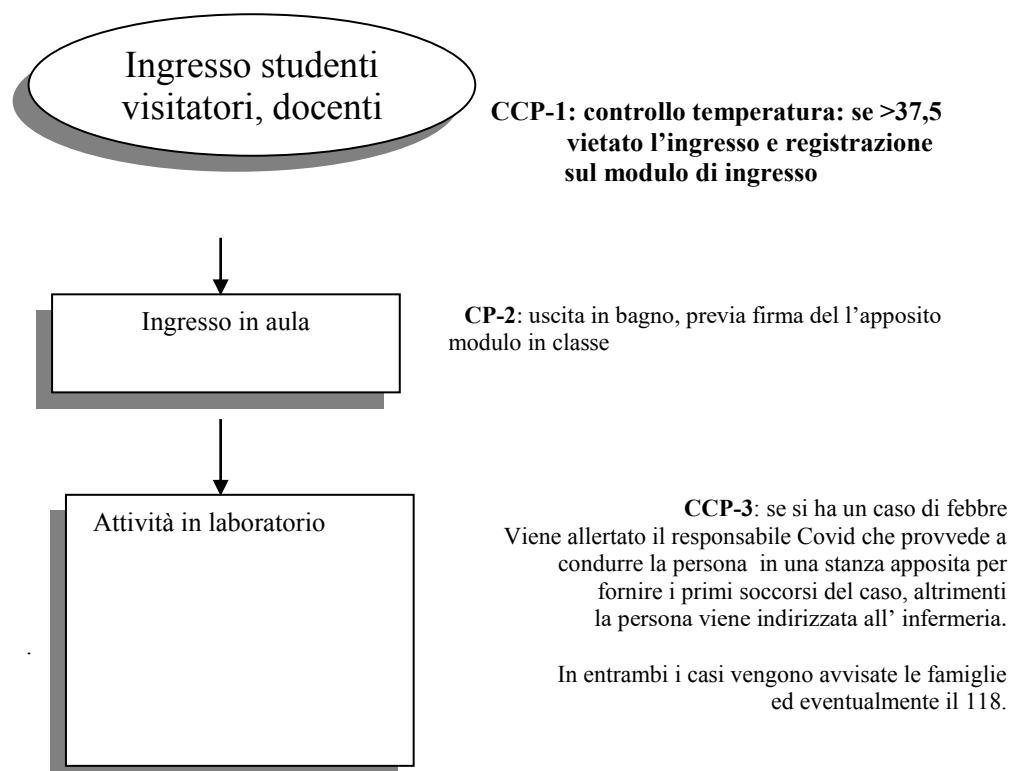 Ingresso studenti
visitatori, docenti
CCP-1: controllo temperatura: se >37,5
vietato l’ingresso e registrazione
sul modulo di ingresso
Ingresso in aula
CP-2: uscita in bagno, previa firma del l’apposito
modulo in classe
Attività in laboratorio
CCP-3: se si ha un caso di febbre
Viene allertato il responsabile Covid che provvede a
condurre la persona in una stanza apposita per
fornire i primi soccorsi del caso, altrimenti
la persona viene indirizzata all’ infermeria.
.
In entrambi i casi vengono avvisate le famiglie
ed eventualmente il 118.